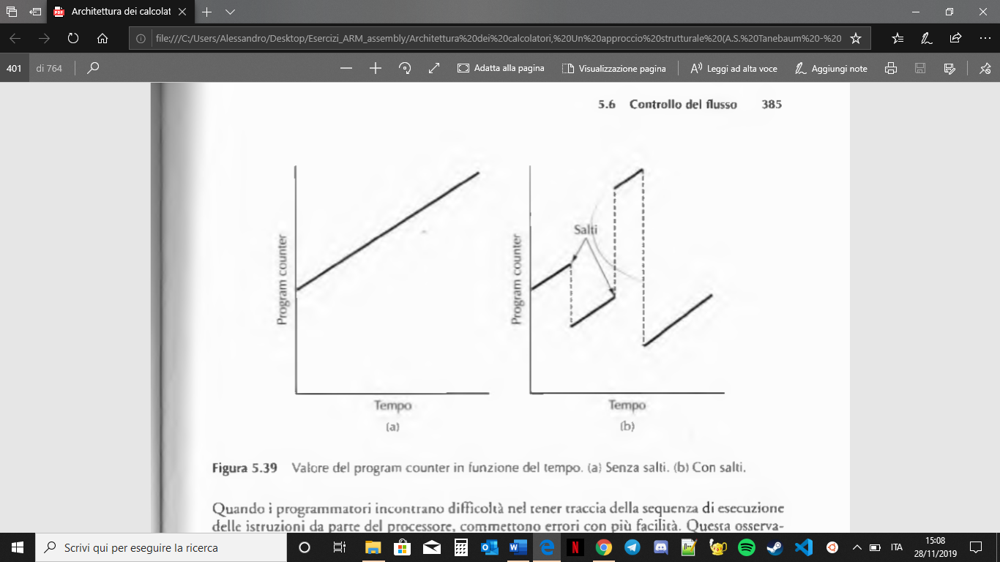 Architettura dei calcolat
file:///C:/Users/Alessandro/Desktop/Esercizi_ARM_assembly/Architettura%20dei%20calcolatori,%20Un%20approccio%20strutturale%20(A.S.%20Tanebaum%20-%20
401 di 764 Adatta alla pagina Visualizzazione pagina Leggi ad alta voce Aggiungi note
5.6 Controllo del flusso 385
Program counter
Tempo
(a)
Program counter
Salti
Tempo
(b)
Figura 5.39 Valore del program counter in funzione del tempo. (a) Senza salti. (b) Con salti.
Quando i programmatori incontrano difficoltà nel tener traccia della sequenza di esecuzione
delle istruzioni da parte del processore, commettono errori con più facilità. Questa osserva-
Scrivi qui per eseguire la ricerca
ITA
15:08
28/11/2019